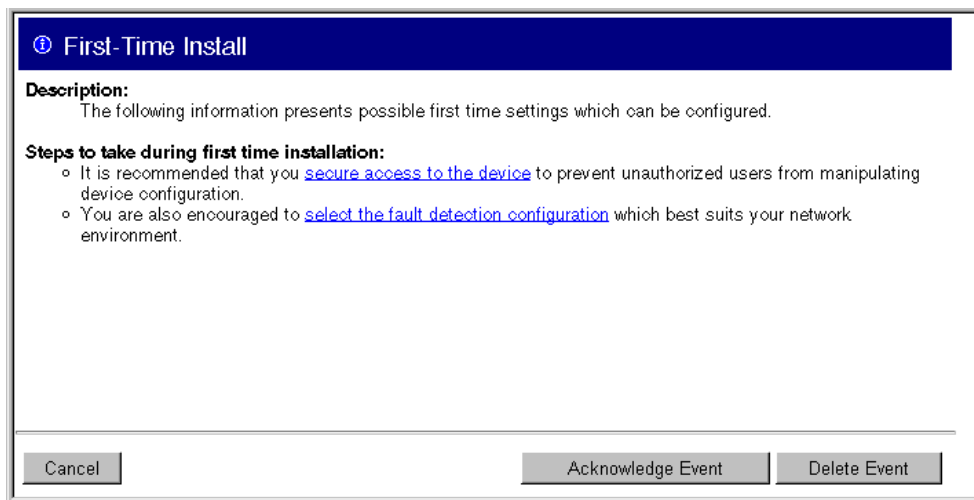 First-Time Install
Description:
The following information presents possible first time settings which can be configured.
Steps to take during first time installation:
It is recommended that you secure access to the device to prevent unauthorized users from manipulating
device configuration.
You are also encouraged to select the fault detection configuration which best suits your network
environment.
Cancel
Acknowledge Event
Delete Event